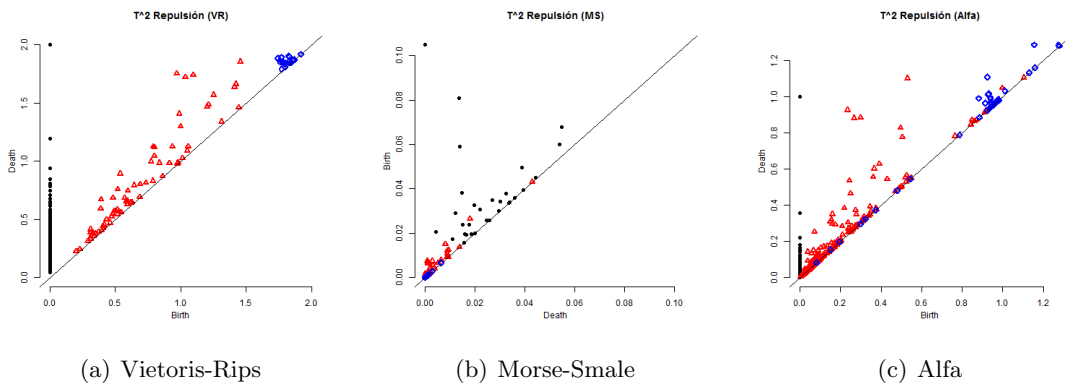 T^2 Repulsión (VR)
Death
2.0
1.5
1.0
0.5
0.0
0.0 0.5 1.0 1.5 2.0
Birth
(a) Vietoris-Rips
T^2 Repulsión (MS)
Birth
0.10
0.08
0.06
0.04
0.02
0.00
0.00 0.02 0.04 0.06 0.08 0.10
Death
(b) Morse-Smale
T^2 Repulsión (Alfa)
Death
1.2
1.0
0.8
0.6
0.4
0.2
0.0
0.0 0.2 0.4 0.6 0.8 1.0 1.2
Birth
(c) Alfa